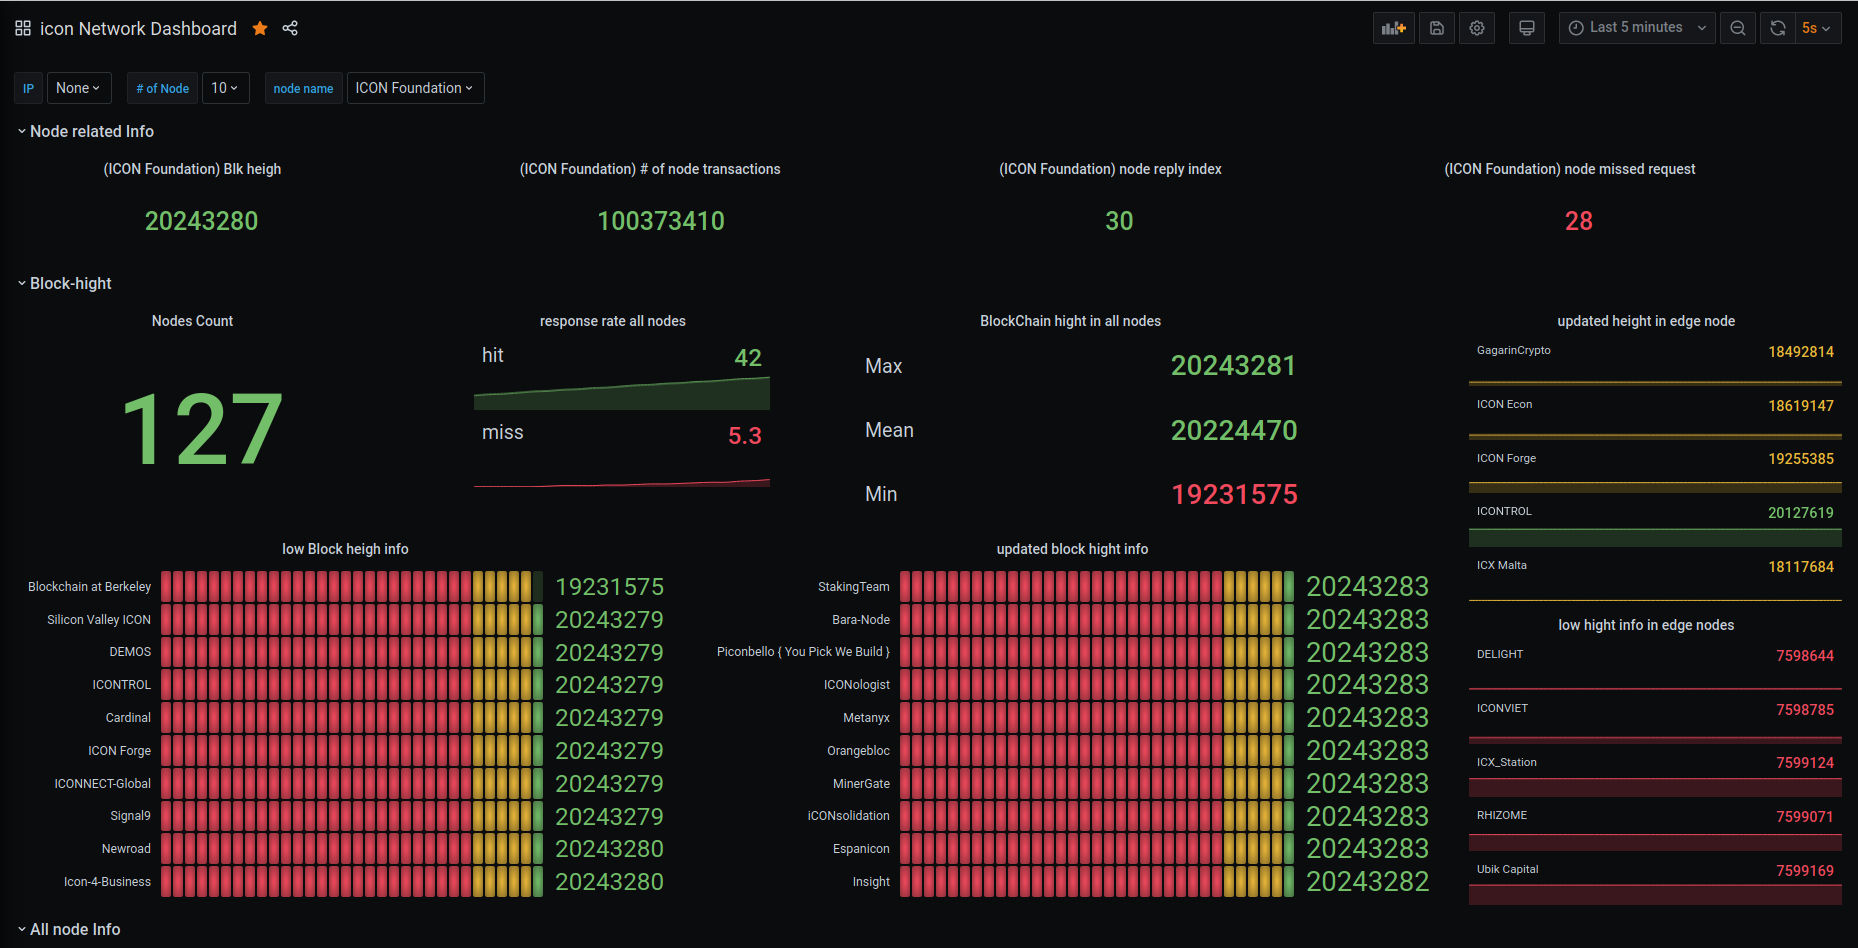 icon Network Dashboard
Last 5 minutes
5s
IP
None
# of Node
10
node name
ICON Foundation
Node related Info
(ICON Foundation) Blk heigh
(ICON Foundation) # of node transactions
(ICON Foundation) node reply index
(ICON Foundation) node missed request
20243280
100373410
30
28
Block-hight
Nodes Count
127
response rate all nodes
hit
42
miss
5.3
BlockChain hight in all nodes
Max
20243281
Mean
20224470
Min
19231575
updated height in edge node
GagarinCrypto
18492814
ICON Econ
18619147
ICON Forge
19255385
ICONTROL
20127619
ICX Malta
18117684
low Block heigh info
Blockchain at Berkeley
19231575
Silicon Valley ICON
20243279
DEMOS
20243279
ICONTROL
20243279
Cardinal
20243279
ICON Forge
20243279
ICONNECT-Global
20243279
Signal9
20243279
Newroad
20243280
Icon-4-Business
20243280
updated block hight info
StakingTeam
20243283
Bara-Node
20243283
Piconbello { You Pick We Build }
20243283
ICONologist
20243283
Metanyx
20243283
Orangebloc
20243283
MinerGate
20243283
iCONsolidation
20243283
Espanicon
20243283
Insight
20243282
low hight info in edge nodes
DELIGHT
7598644
ICONVIET
7598785
ICX_Station
7599124
RHIZOME
7599071
Ubik Capital
7599169
All node Info